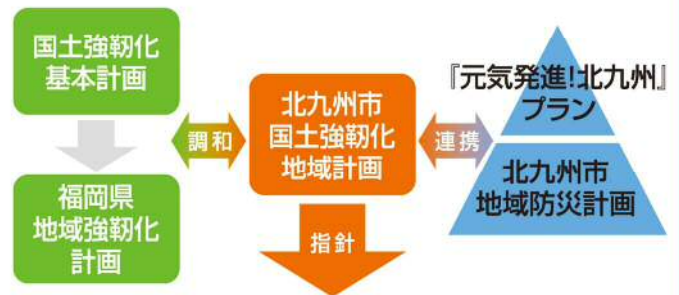 国土強靭化
基本計画
福岡県
地域強靭化
計画
調和
北九州市
国土強靭化
地域計画
指針
連携
『元気発進!北九州』
プラン
北九州市
地域防災計画